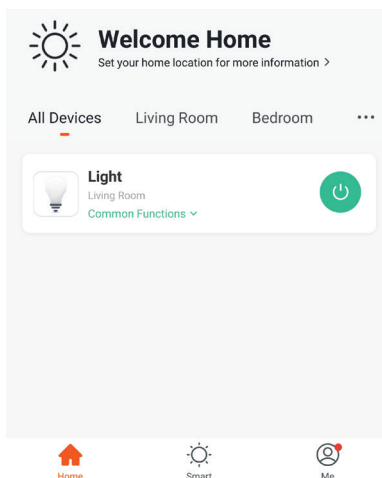 Welcome Home
Set your home location for more information >
All Devices Living Room Bedroom ...
Light
Living Room
Common Functions
Home Smart Me